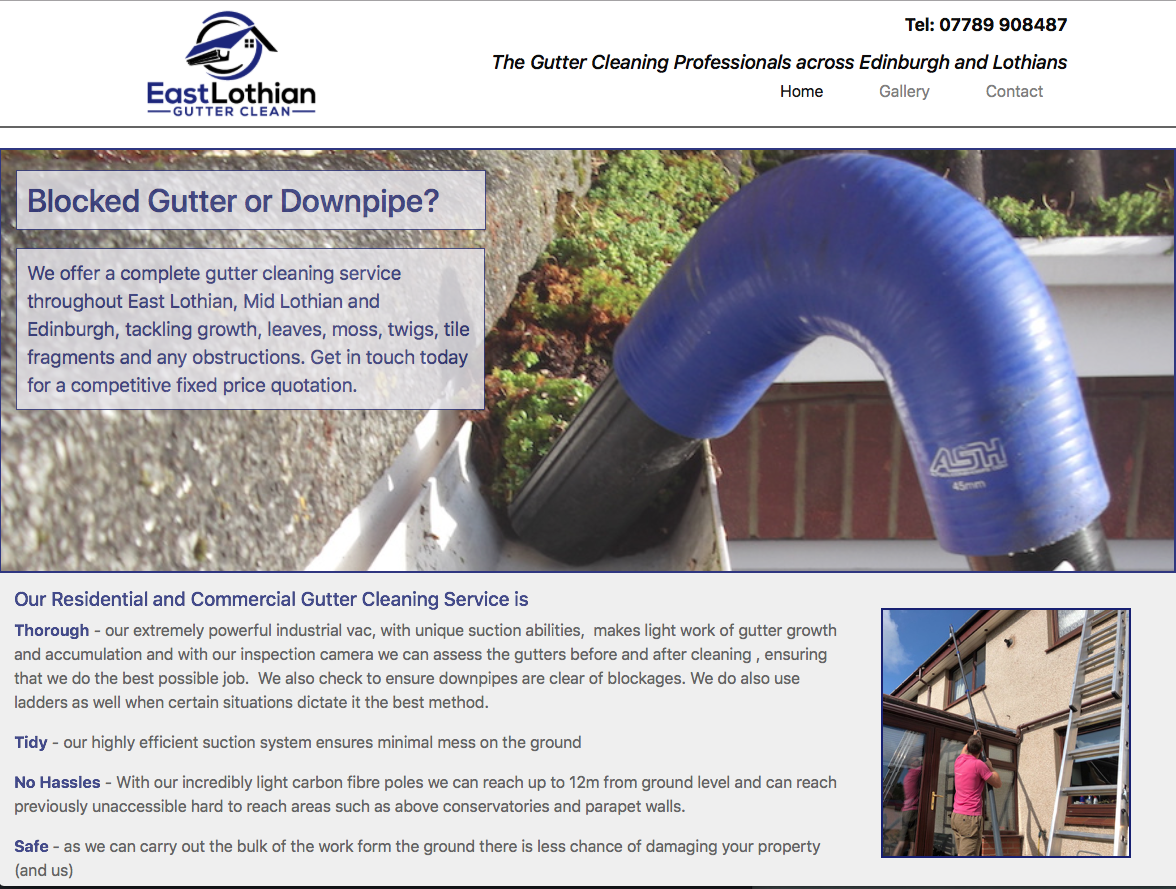 EastLothian
GUTTER CLEAN
Tel: 07789 908487
The Gutter Cleaning Professionals across Edinburgh and Lothians
Home Gallery Contact
Blocked Gutter or Downpipe?
We offer a complete gutter cleaning service
throughout East Lothian, Mid Lothian and
Edinburgh, tackling growth, leaves, moss, twigs, tile
fragments and any obstructions. Get in touch today
for a competitive fixed price quotation.
ASH
45mm
Our Residential and Commercial Gutter Cleaning Service is
Thorough - our extremely powerful industrial vac, with unique suction abilities,  makes light work of gutter growth
and accumulation and with our inspection camera we can assess the gutters before and after cleaning , ensuring
that we do the best possible job.  We also check to ensure downpipes are clear of blockages. We do also use
ladders as well when certain situations dictate it the best method.
Tidy - our highly efficient suction system ensures minimal mess on the ground
No Hassles - With our incredibly light carbon fibre poles we can reach up to 12m from ground level and can reach
previously unaccessible hard to reach areas such as above conservatories and parapet walls.
Safe - as we can carry out the bulk of the work form the ground there is less chance of damaging your property
(and us)